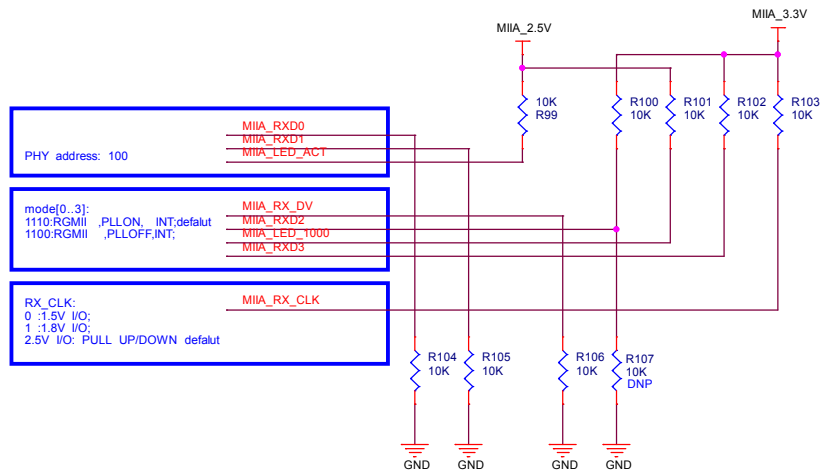 MIIA_3.3V
MIIA_2.5V
10K
R99
R100
10K
R101
10K
R102
10K
R103
10K
MIIA_RXD0
MIIA_RXD1
MIIA_LED_ACT
PHY address: 100
mode[0..3]:
1110:RGMII ,PLLON, INT;defalut
1100:RGMII ,PLLOFF,INT;
MIIA_RX_DV
MIIA_RXD2
MIIA_LED_1000
MIIA_RXD3
RX_CLK:
0 :1.5V I/O;
1 :1.8V I/O;
2.5V I/O: PULL UP/DOWN defalut
MIIA_RX_CLK
R104
10K
R105
10K
R106
10K
R107
10K
DNP
GND
GND
GND
GND